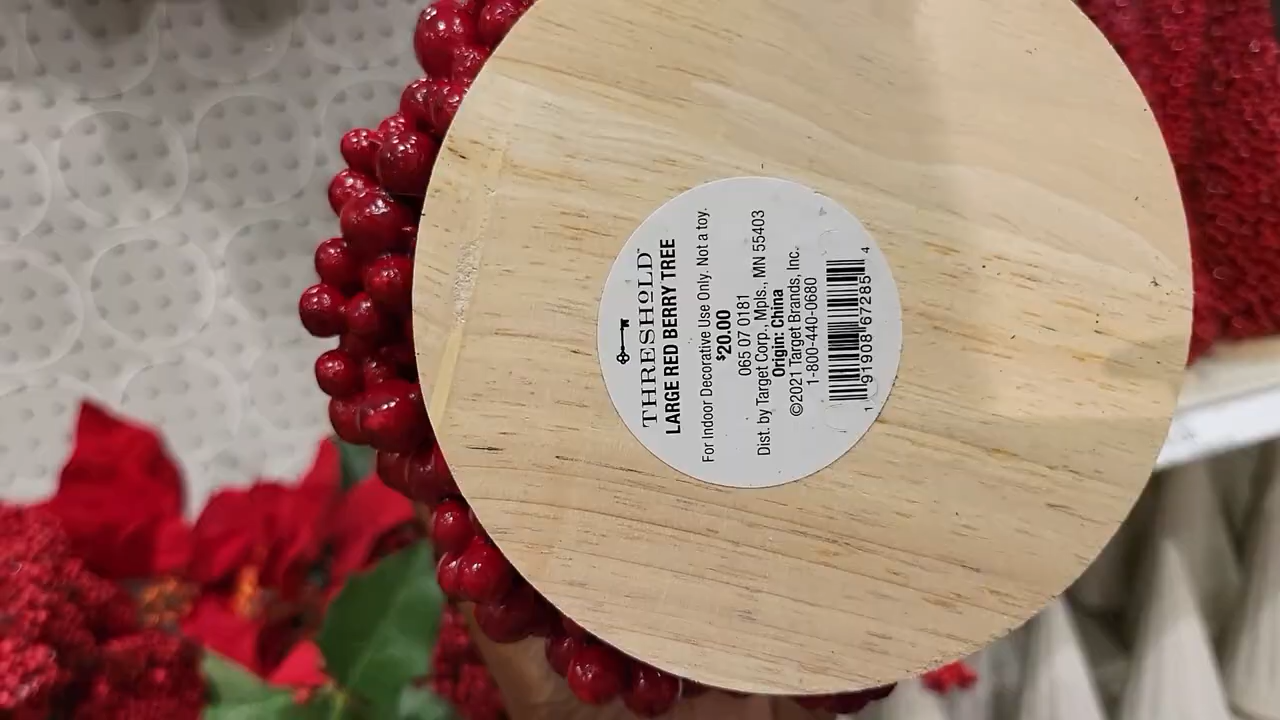 THRESHOLD™
LARGE RED BERRY TREE
For Indoor Decorative Use Only. Not a toy.
$20.00
065 07 0181
Dist. by Target Corp., Mpls., MN 55403
Origin: China
©2021 Target Brands, Inc.
1-800-440-0680
1 91908 67285 4